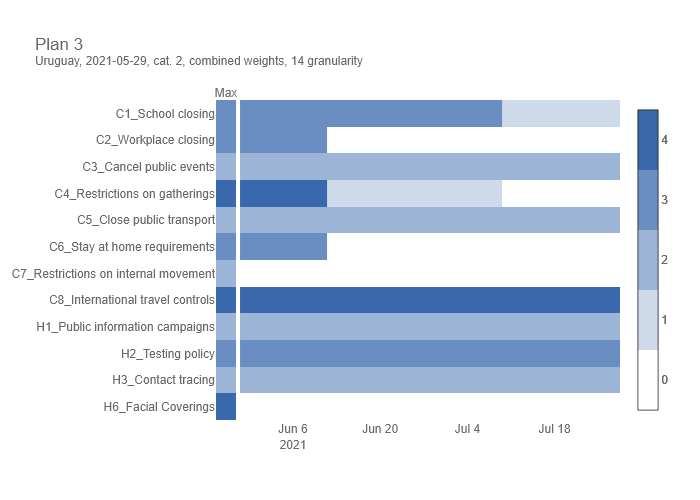 Plan 3
Uruguay, 2021-05-29, cat. 2, combined weights, 14 granularity
Max
C1_School closing
C2_Workplace closing
C3_Cancel public events
C4_Restrictions on gatherings
C5_Close public transport
C6_Stay at home requirements
C7_Restrictions on internal movement
C8_International travel controls
H1_Public information campaigns
H2_Testing policy
H3_Contact tracing
H6_Facial Coverings
Jun 6
2021
Jun 20
Jul 4
Jul 18
4
3
2
1
0